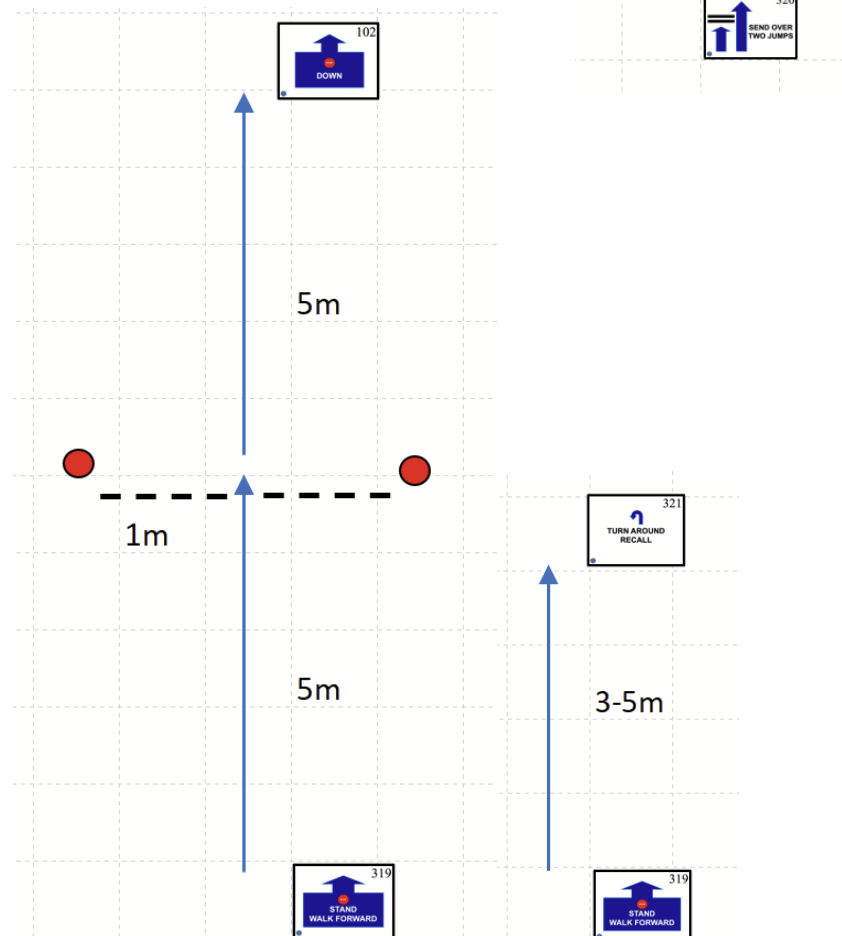 102
DOWN
320
SEND OVER
TWO JUMPS
5m
1m
5m
321
TURN AROUND
RECALL
3-5m
319
STAND
WALK FORWARD
319
STAND
WALK FORWARD